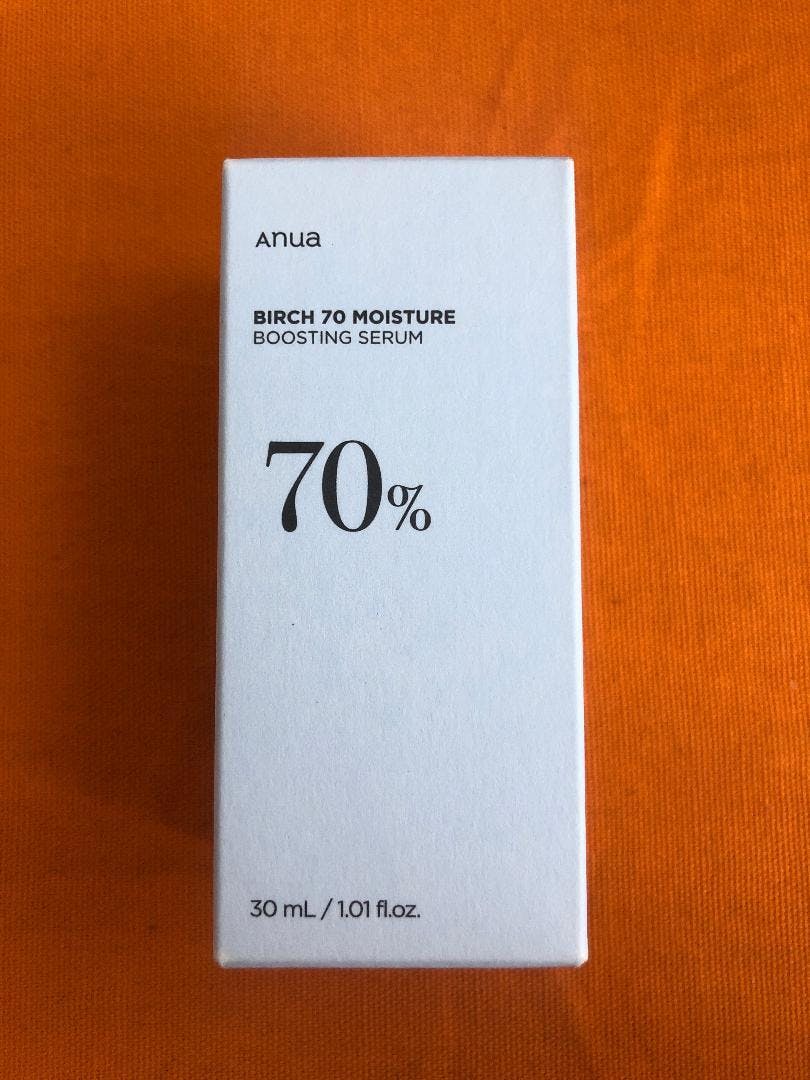 Anua
BIRCH 70 MOISTURE
BOOSTING SERUM
70%
30 mL / 1.01 fl.oz.